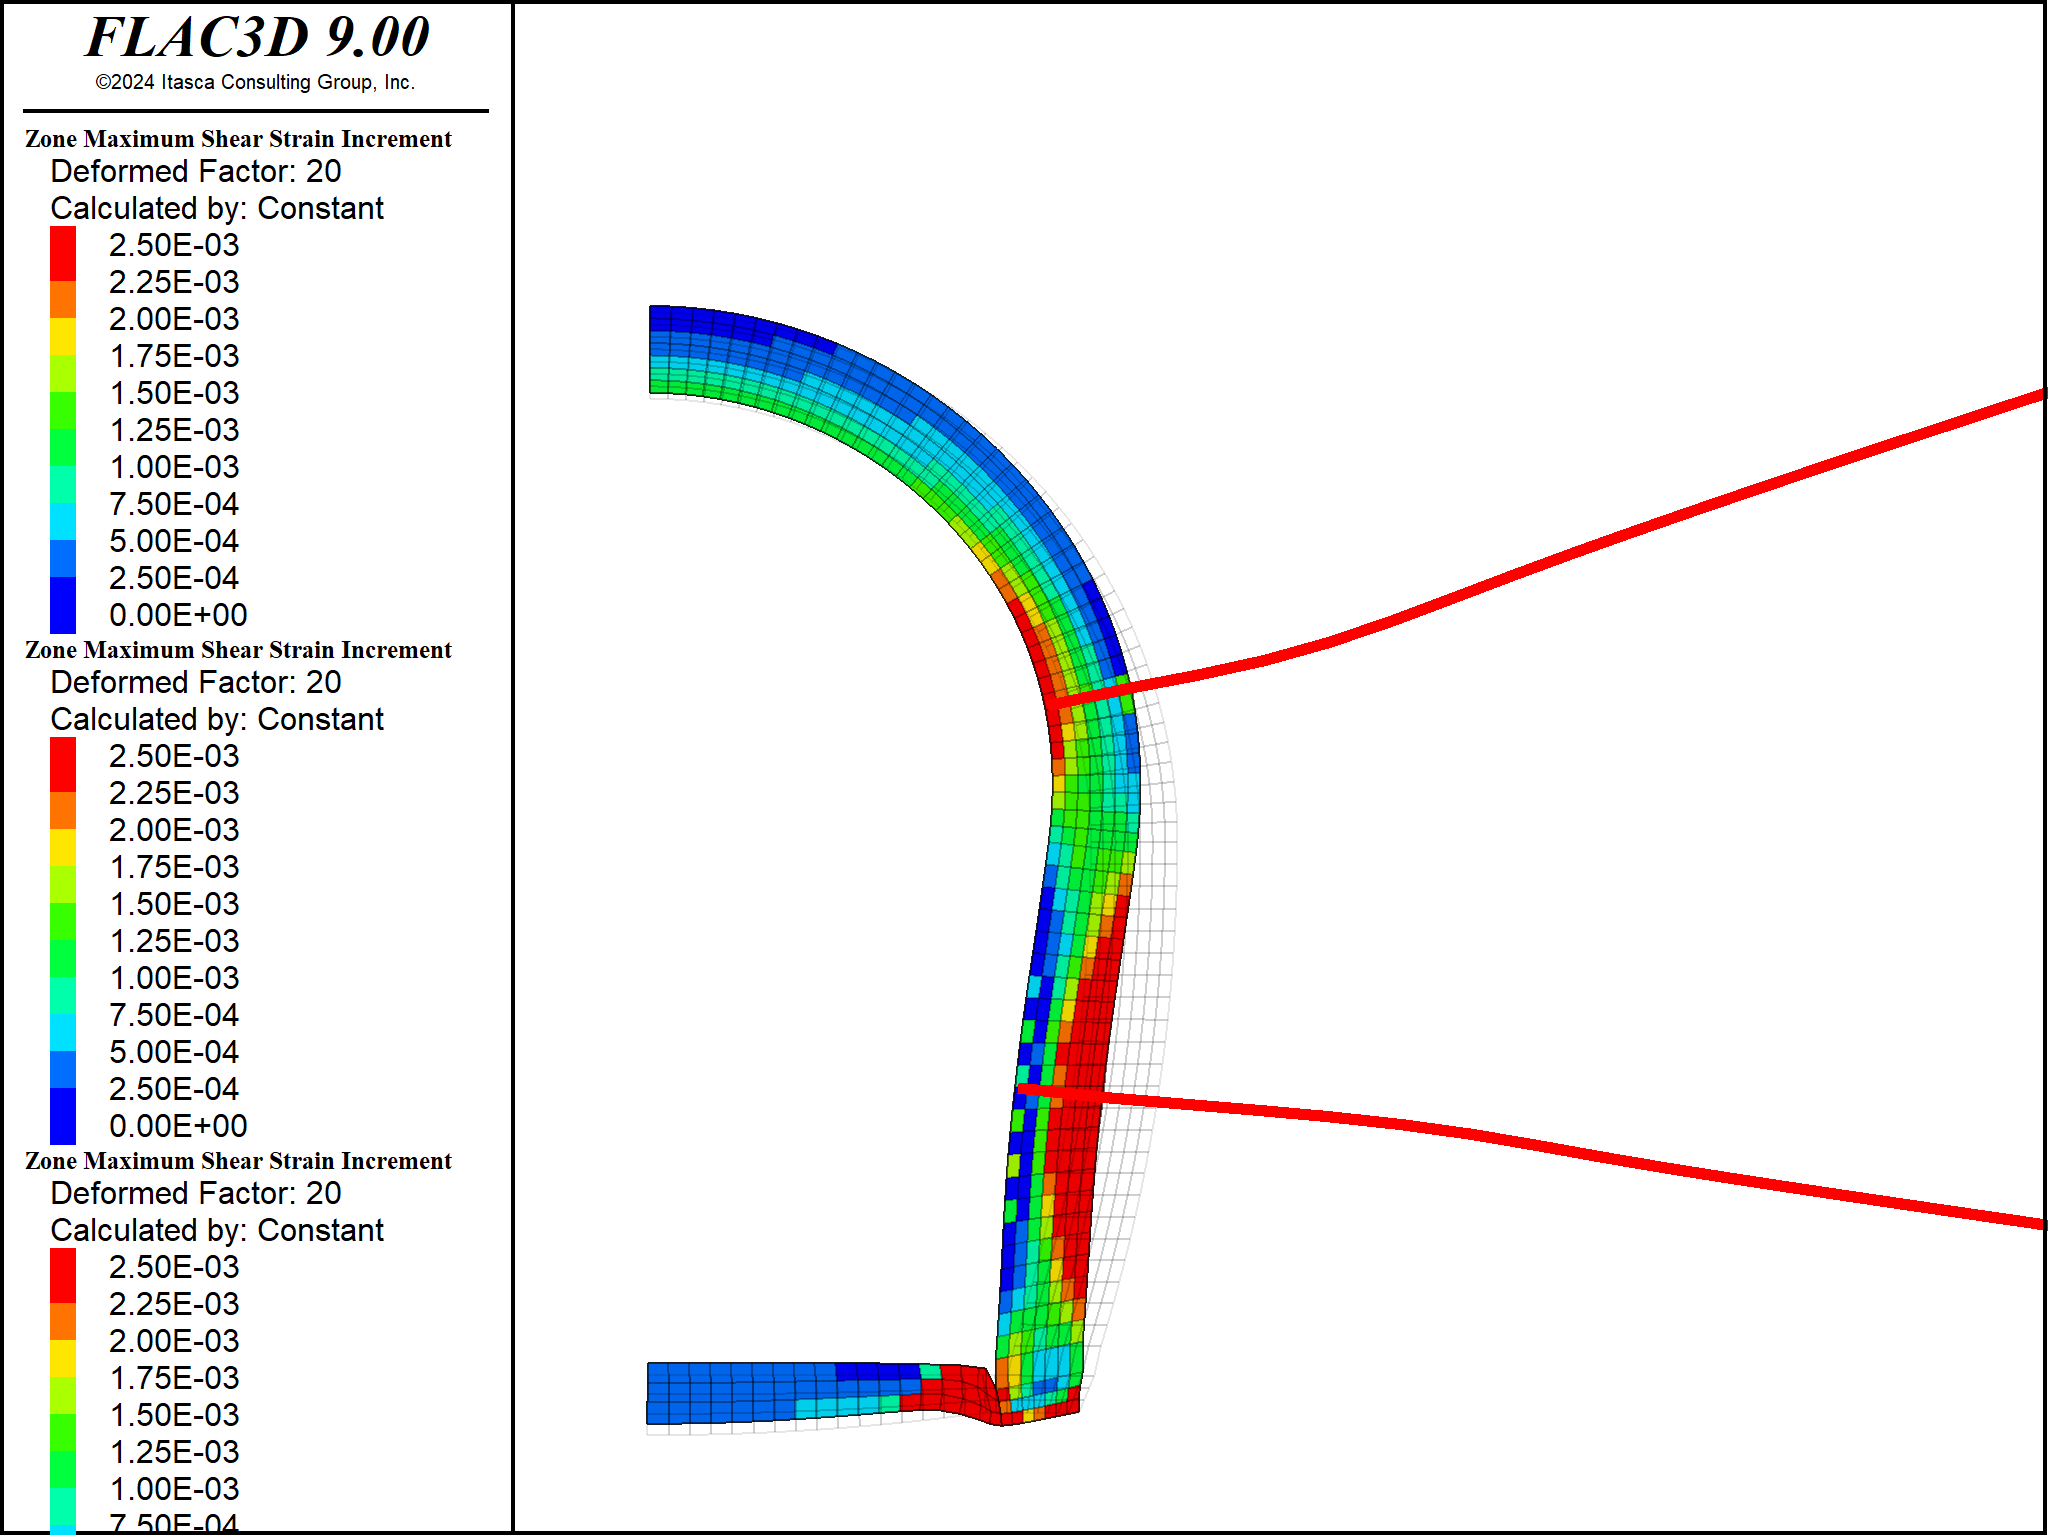 FLAC3D 9.00
©2024 Itasca Consulting Group, Inc.
Zone Maximum Shear Strain Increment
Deformed Factor: 20
Calculated by: Constant
2.50E-03
2.25E-03
2.00E-03
1.75E-03
1.50E-03
1.25E-03
1.00E-03
7.50E-04
5.00E-04
2.50E-04
0.00E+00
Zone Maximum Shear Strain Increment
Deformed Factor: 20
Calculated by: Constant
2.50E-03
2.25E-03
2.00E-03
1.75E-03
1.50E-03
1.25E-03
1.00E-03
7.50E-04
5.00E-04
2.50E-04
0.00E+00
Zone Maximum Shear Strain Increment
Deformed Factor: 20
Calculated by: Constant
2.50E-03
2.25E-03
2.00E-03
1.75E-03
1.50E-03
1.25E-03
1.00E-03
7.50E-04